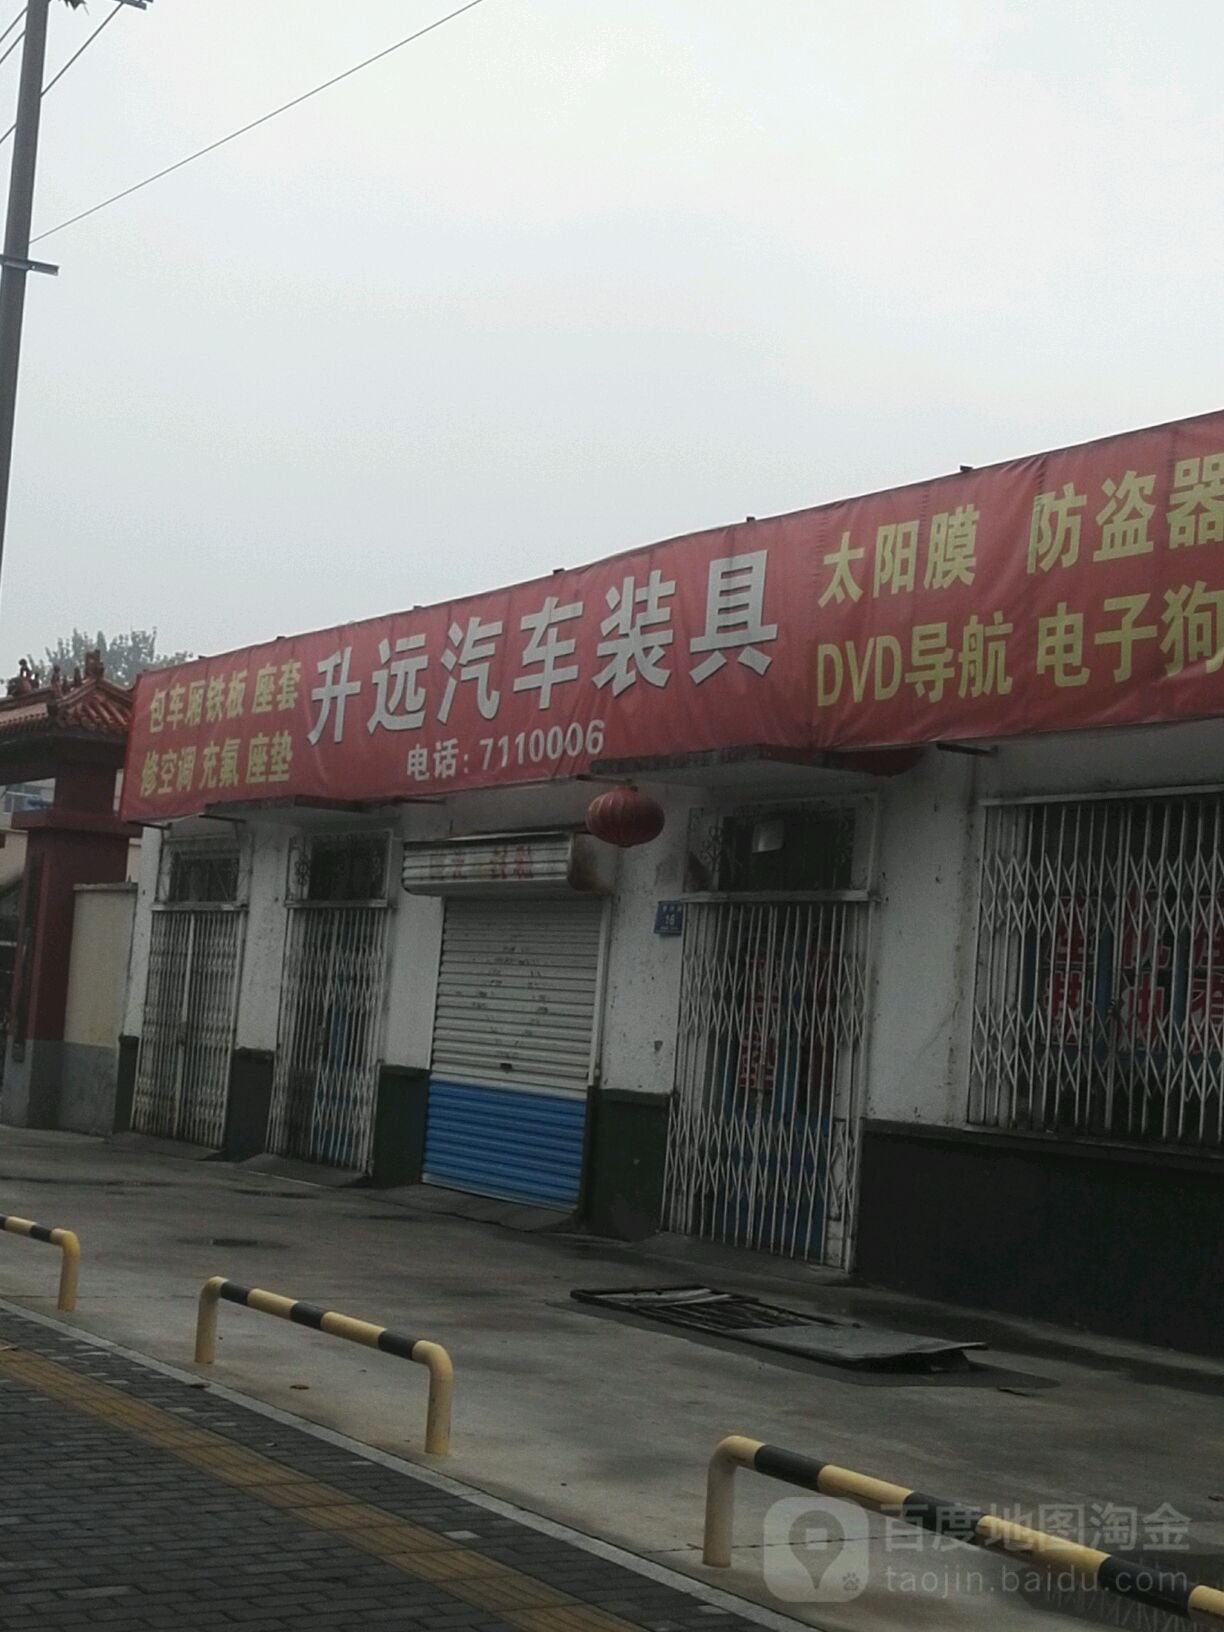 包车厢铁板 座套
修空调 充氟 座垫
升远汽车装具
电话：7110006
太阳膜 防盗器
DVD导航 电子狗
16
百度地图淘金
taojin.baidu.com